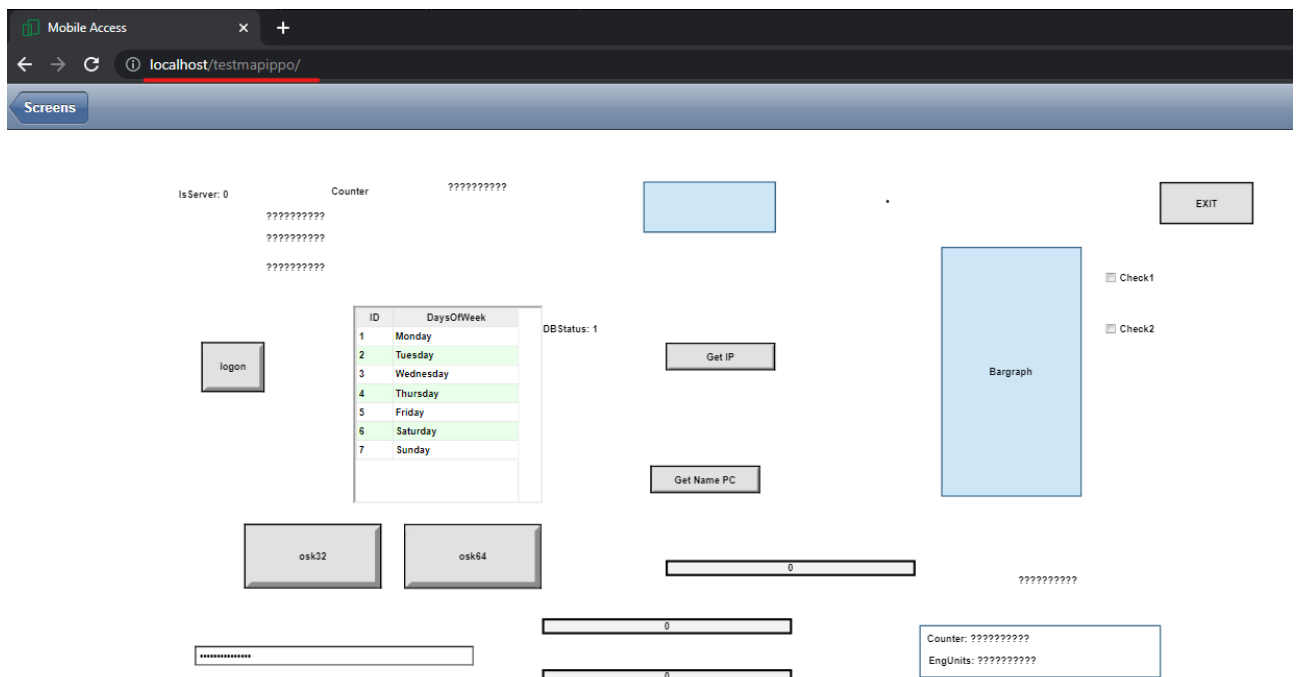 Mobile Access
localhost/testmapippo/
Screens
IsServer: 0
Counter
??????????
EXIT
??????????
??????????
??????????
Check1
ID DaysOfWeek
1 Monday
2 Tuesday
3 Wednesday
4 Thursday
5 Friday
6 Saturday
7 Sunday
DBStatus: 1
Check2
logon
Get IP
Bargraph
Get Name PC
osk32
osk64
0
??????????
0
Counter: ??????????
EngUnits: ??????????
0